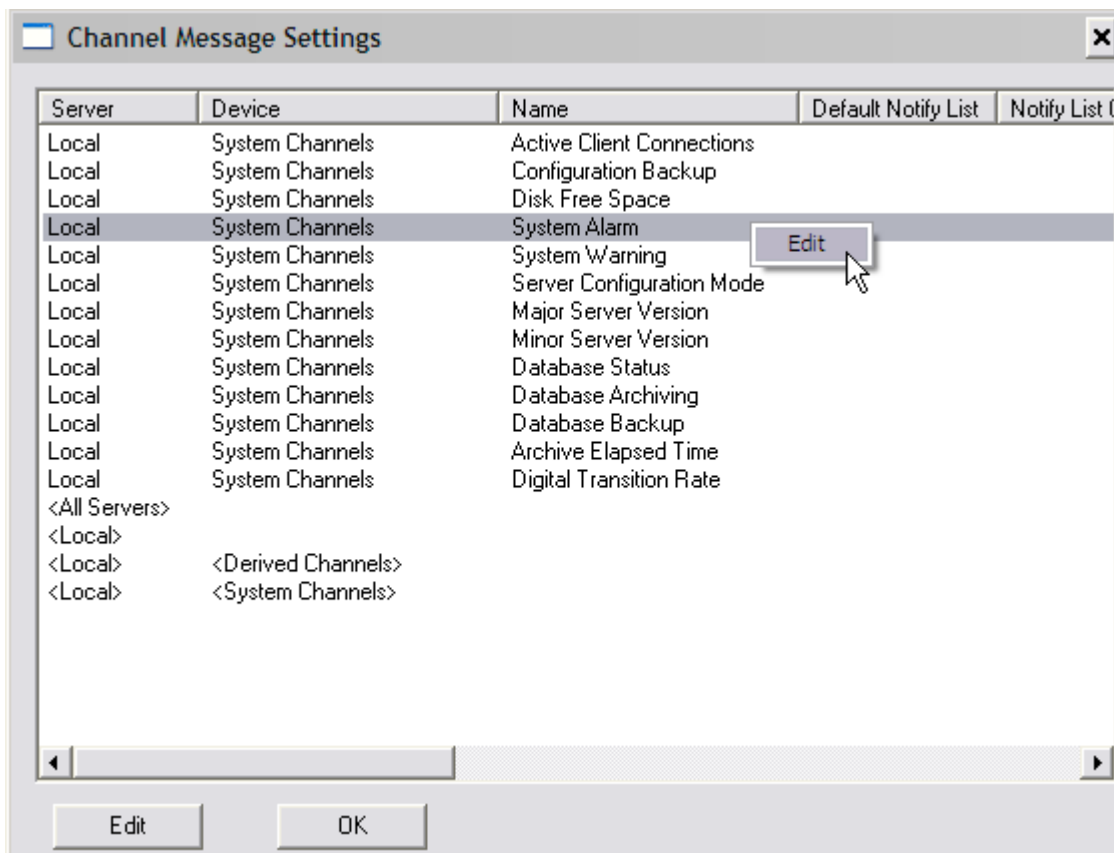 Channel Message Settings
Server Device Name Default Notify List Notify List
Local System Channels Active Client Connections
Local System Channels Configuration Backup
Local System Channels Disk Free Space
Local System Channels System Alarm
Edit
Local System Channels System Warning
Local System Channels Server Configuration Mode
Local System Channels Major Server Version
Local System Channels Minor Server Version
Local System Channels Database Status
Local System Channels Database Archiving
Local System Channels Database Backup
Local System Channels Archive Elapsed Time
Local System Channels Digital Transition Rate
<All Servers>
<Local>
<Local> <Derived Channels>
<Local> <System Channels>
Edit OK